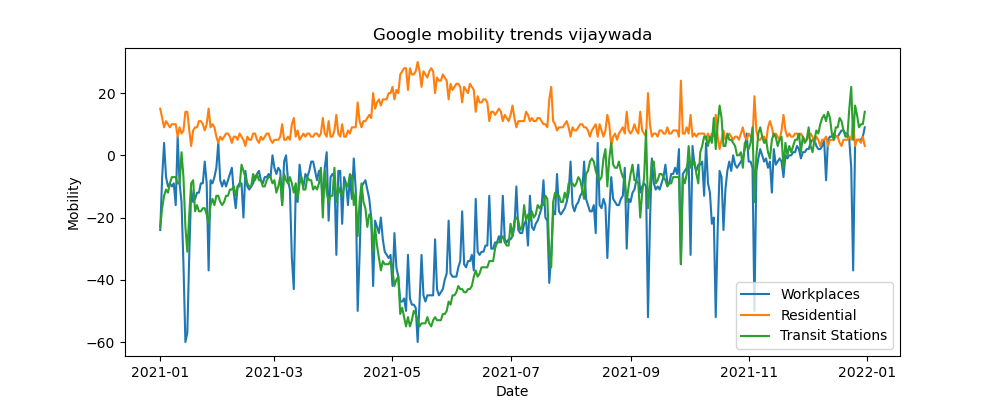 Google mobility trends vijaywada
Mobility
20
0
−20
−40
−60
Workplaces
Residential
Transit Stations
2021-01 2021-03 2021-05 2021-07 2021-09 2021-11 2022-01
Date